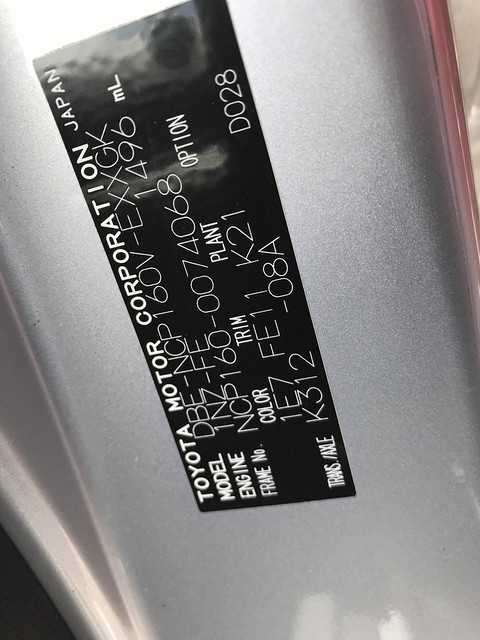 TOYOTA MOTOR CORPORATION JAPAN
MODEL DBE-NCP160V-EXXGK
ENGINE 1NZ-FE 1496 mL
FRAME No. NCP160-0074068
COLOR TRIM PLANT OPTION
1E7 FE11 K21 D028
TRANS/AXLE K312 -08A